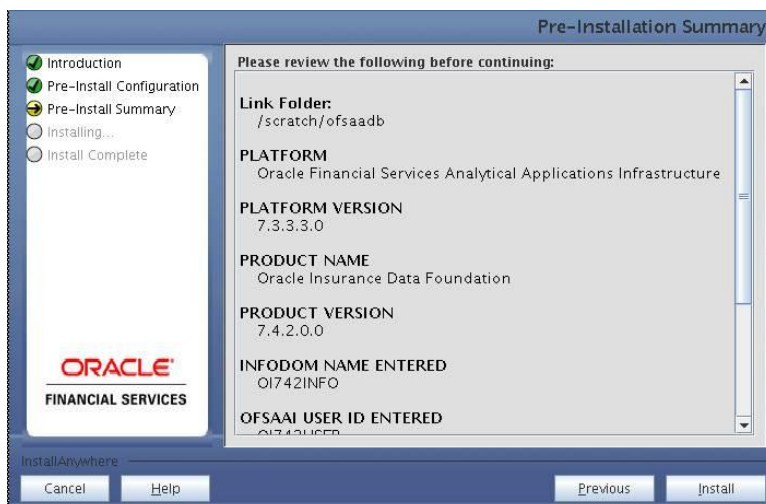 Pre-Installation Summary
Introduction
Pre-Install Configuration
Pre-Install Summary
Installing...
Install Complete
ORACLE
FINANCIAL SERVICES
Please review the following before continuing:
Link Folder:
/scratch/ofsaadb
PLATFORM
Oracle Financial Services Analytical Applications Infrastructure
PLATFORM VERSION
7.3.3.3.0
PRODUCT NAME
Oracle Insurance Data Foundation
PRODUCT VERSION
7.4.2.0.0
INFODOM NAME ENTERED
OI742INFO
OFSAAI USER ID ENTERED
OI742USER
InstallAnywhere
Cancel
Help
Previous
Install